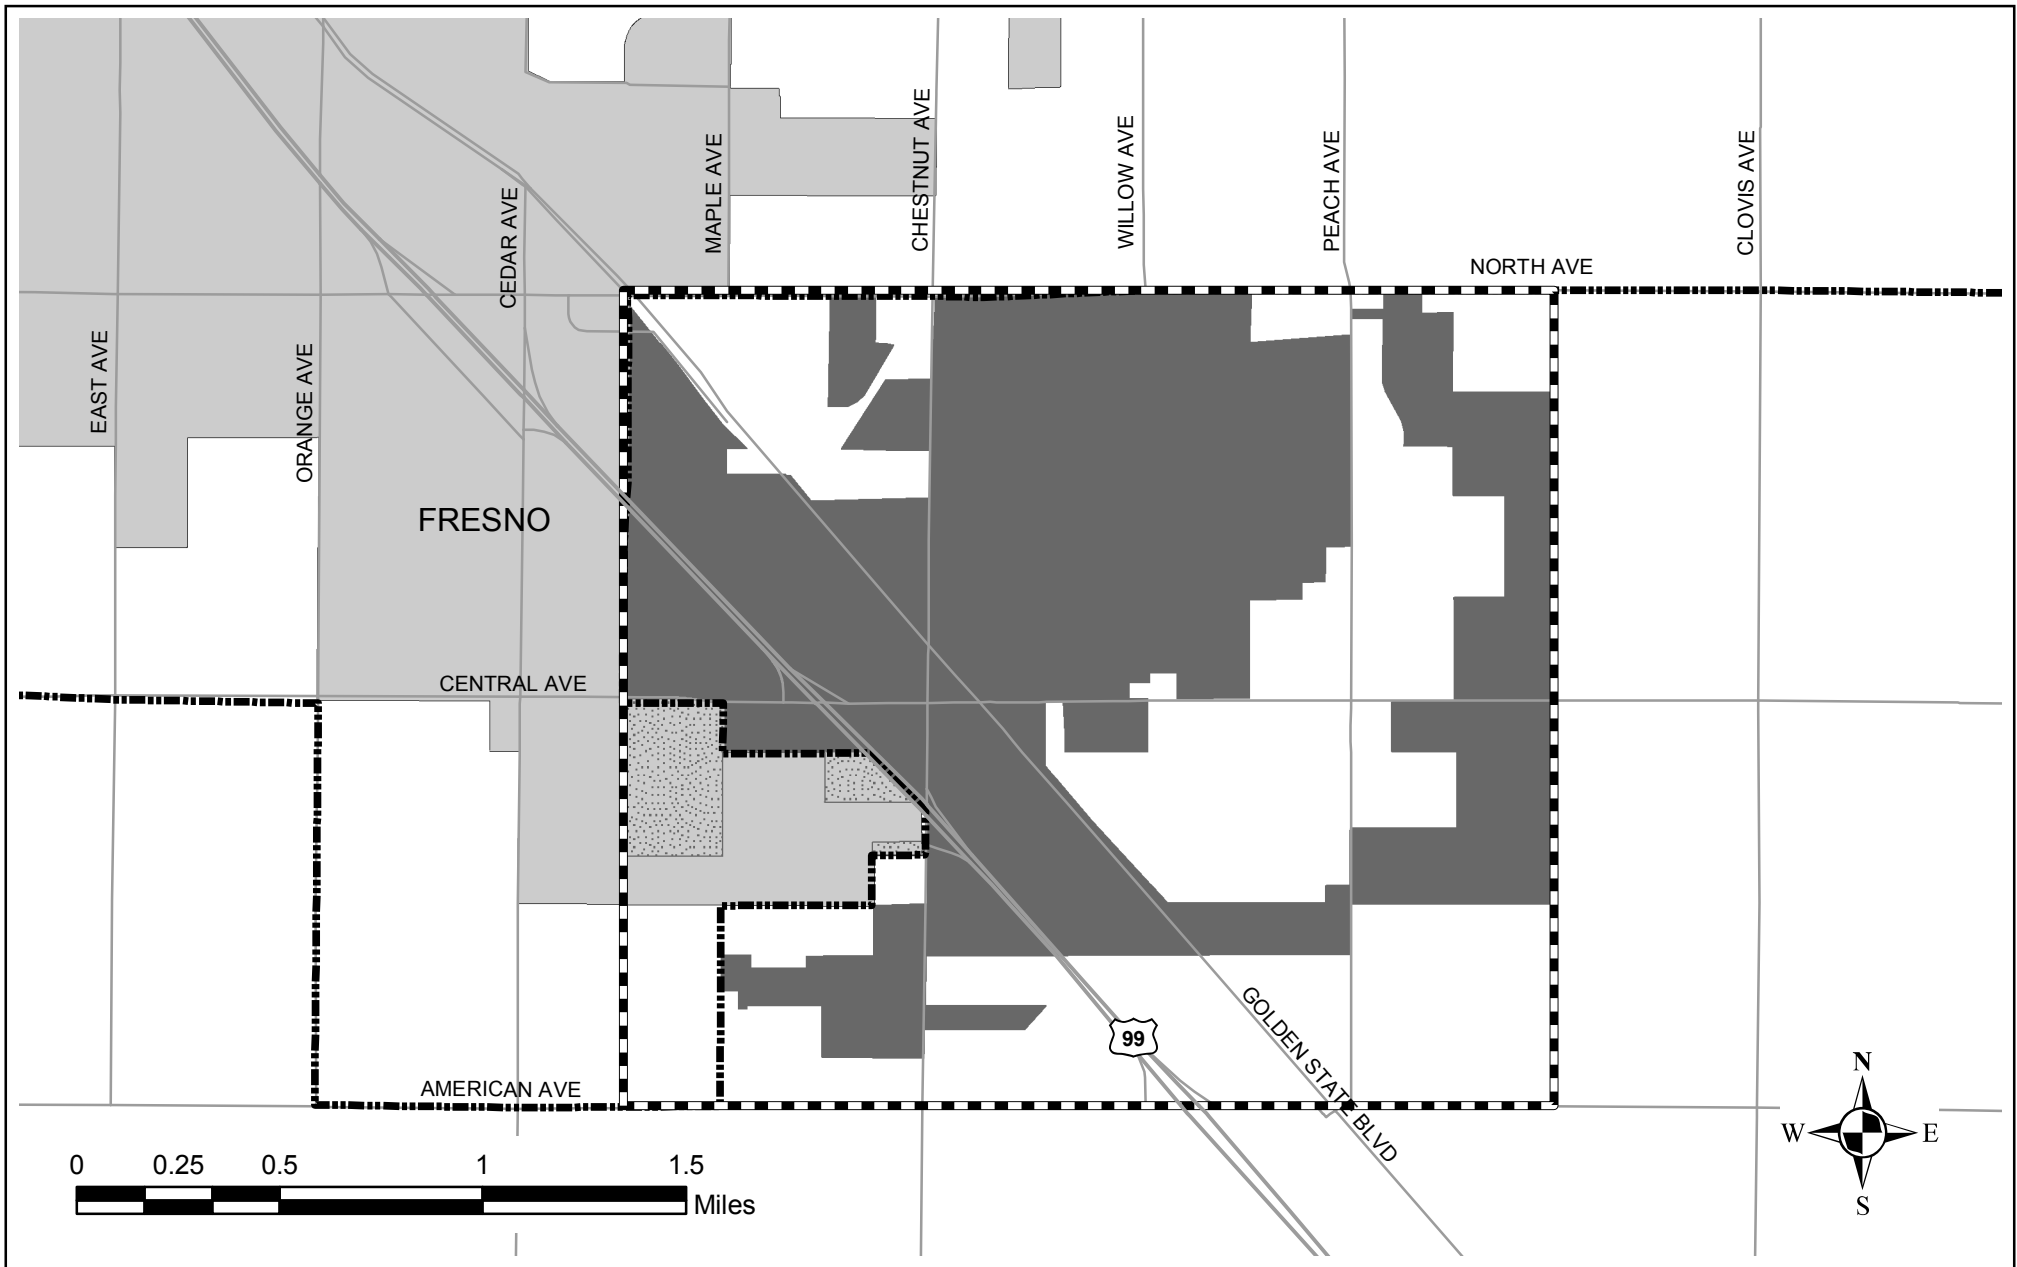 MAPLE AVE
CHESTNUT AVE
WILLOW AVE
PEACH AVE
CLOVIS AVE
CEDAR AVE
NORTH AVE
EAST AVE
ORANGE AVE
FRESNO
CENTRAL AVE
99
GOLDEN STATE BLVD
AMERICAN AVE
N
W
E
S
0 0.25 0.5 1 1.5
Miles